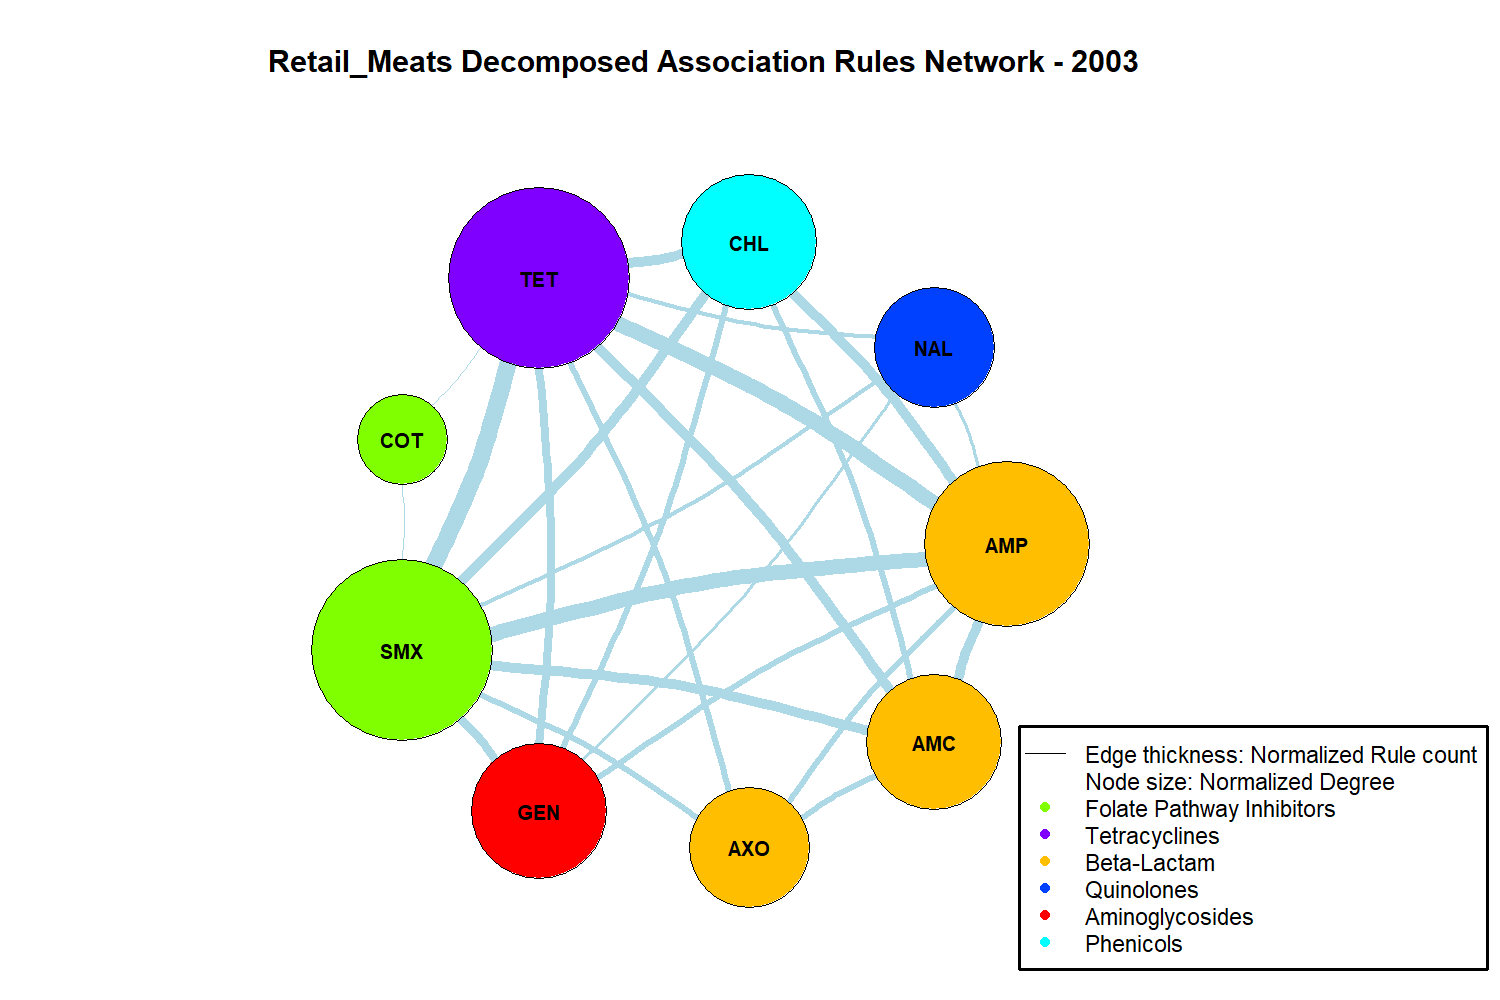 Retail_Meats Decomposed Association Rules Network - 2003
CHL
TET
NAL
COT
AMP
SMX
AMC
GEN
AXO
Edge thickness: Normalized Rule count
Node size: Normalized Degree
Folate Pathway Inhibitors
Tetracyclines
Beta-Lactam
Quinolones
Aminoglycosides
Phenicols